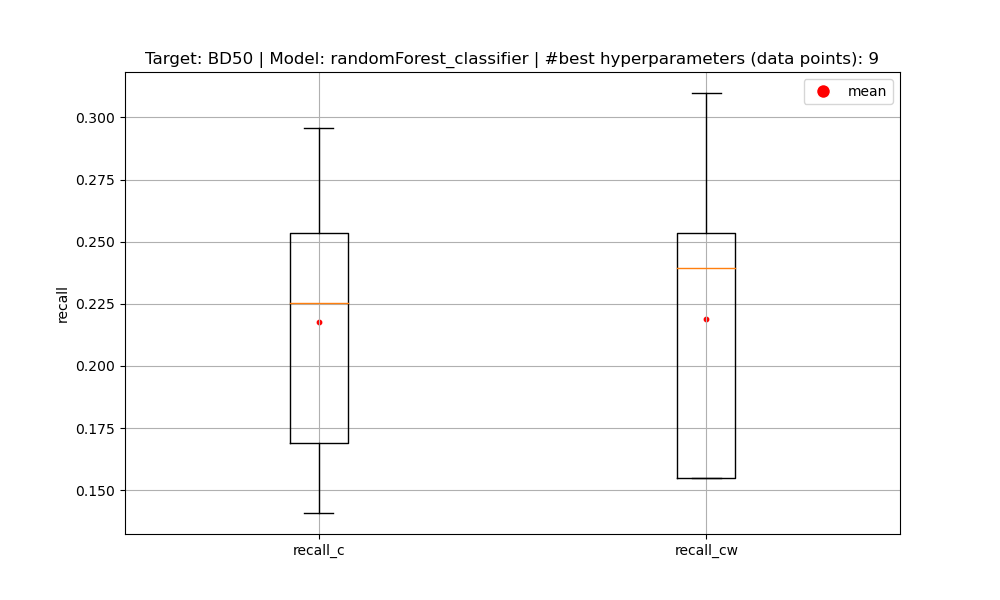 Target: BD50 | Model: randomForest_classifier | #best hyperparameters (data points): 9
mean
0.300
0.275
0.250
0.225
0.200
0.175
0.150
recall
recall_c
recall_cw